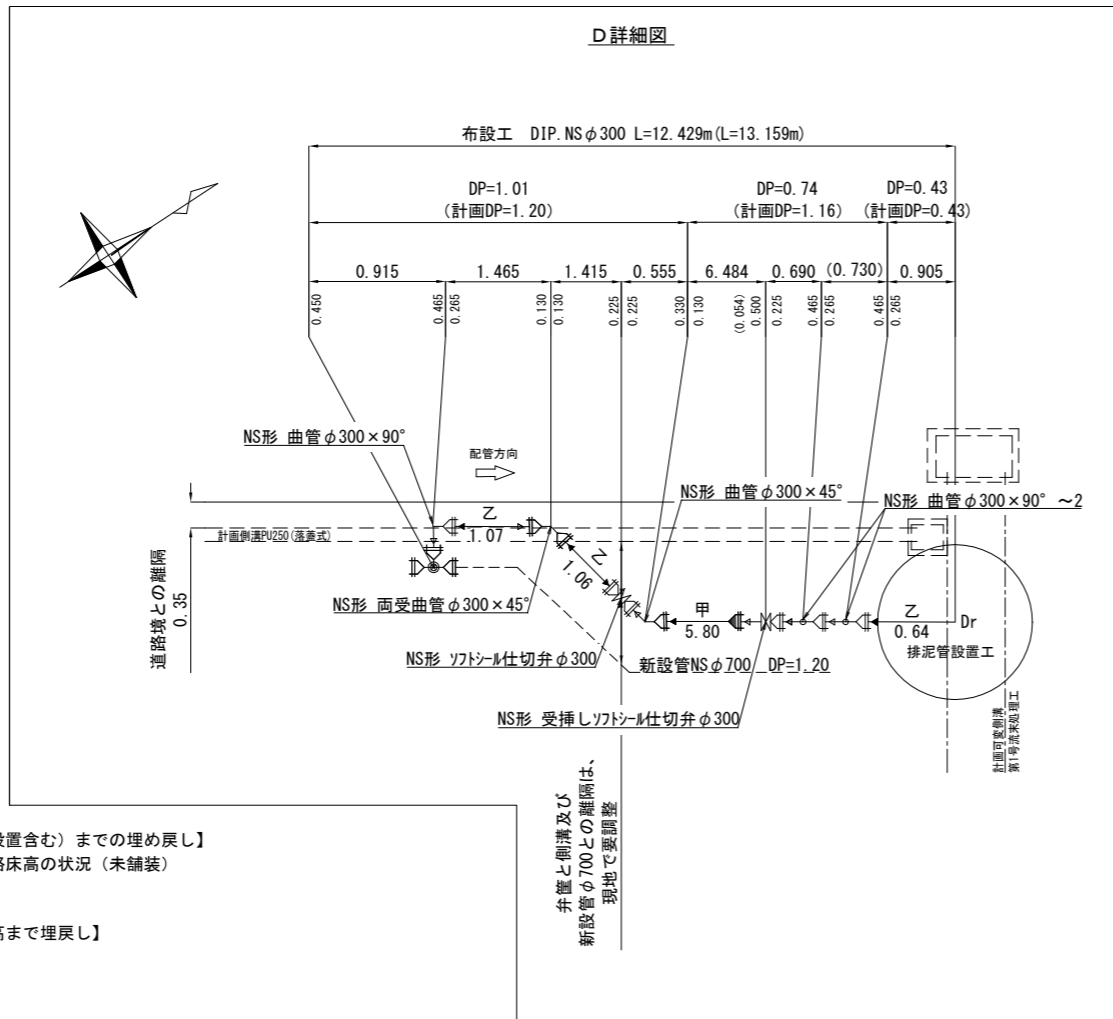 D詳細図
布設工 DIP.NSφ300 L=12.429m(L=13.159m)
DP=1.01
(計画DP=1.20)
DP=0.74
(計画DP=1.16)
DP=0.43
(計画DP=0.43)
0.915
1.465
1.415
0.555
6.484
0.690
(0.730)
0.905
0.450
0.465
0.265
0.130
0.130
0.225
0.225
0.330
0.130
(0.054)
0.500
0.225
0.465
0.265
0.465
0.265
NS形 曲管φ300×90°
配管方向
NS形 曲管φ300×45°
NS形 曲管φ300×90° ~2
計画側溝PU250(落蓋式)
乙
1.07
乙
1.06
甲
5.80
乙
0.64
Dr
排泥管設置工
道路境との離隔
0.35
NS形 両受曲管φ300×45°
NS形 ソフトシール仕切弁φ300
新設管NSφ700 DP=1.20
NS形 受挿しソフトシール仕切弁φ300
計画可変側溝
第1号流末処理工
弁筐と側溝及び
新設管φ700との離隔は、
現地で要調整
設置含む)までの埋め戻し】
路床高の状況(未舗装)
高まで埋戻し】